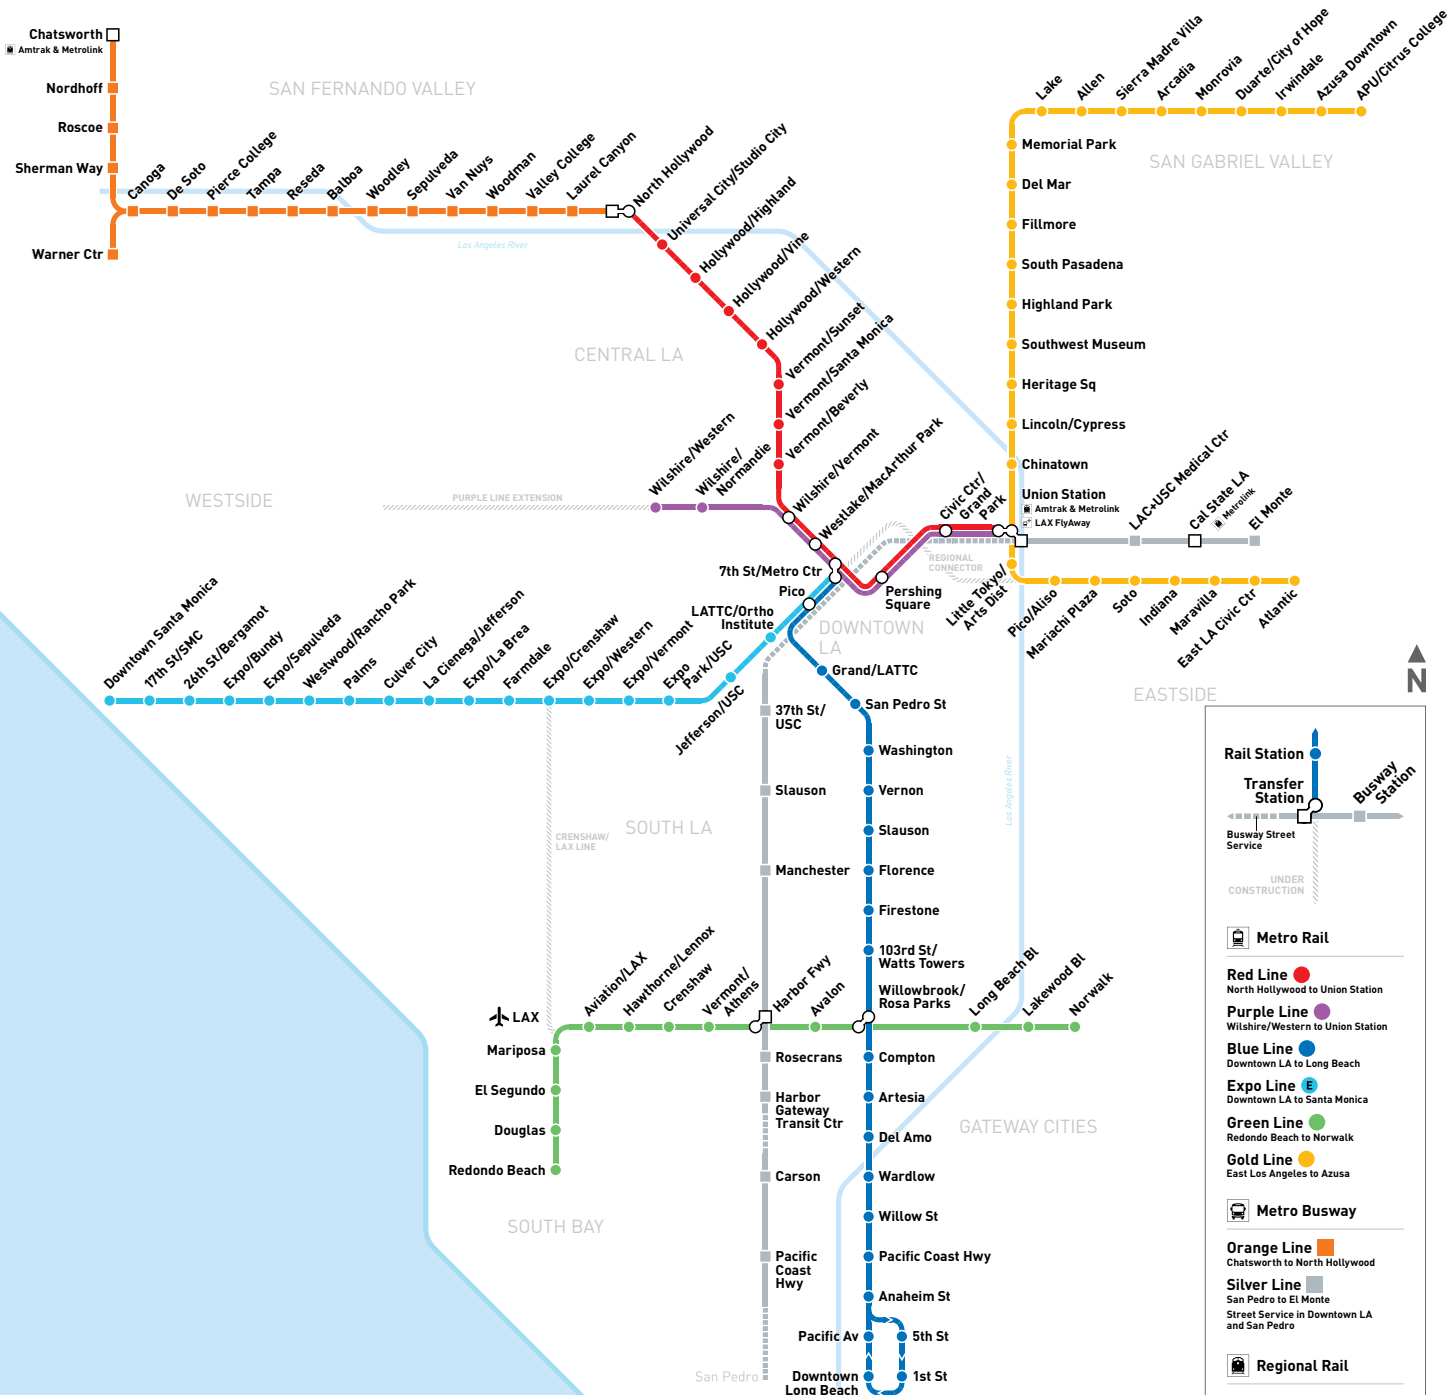 Chatsworth
Amtrak & Metrolink
Nordhoff
Roscoe
Sherman Way
Warner Ctr
SAN FERNANDO VALLEY
Canoga
De Soto
Pierce College
Tampa
Reseda
Balboa
Woodley
Sepulveda
Van Nuys
Woodman
Valley College
Laurel Canyon
North Hollywood
Los Angeles River
Universal City/Studio City
Hollywood/Highland
Hollywood/Vine
Hollywood/Western
Vermont/Sunset
Vermont/Santa Monica
Vermont/Beverly
CENTRAL LA
Lake
Allen
Sierra Madre Villa
Arcadia
Monrovia
Duarte/City of Hope
Irwindale
Azusa Downtown
APU/Citrus College
SAN GABRIEL VALLEY
Memorial Park
Del Mar
Fillmore
South Pasadena
Highland Park
Southwest Museum
Heritage Sq
Lincoln/Cypress
Chinatown
Union Station
Amtrak & Metrolink
LAX FlyAway
LAC+USC Medical Ctr
Cal State LA
Metrolink
El Monte
WESTSIDE
PURPLE LINE EXTENSION
Wilshire/Western
Wilshire/
Normandie
Wilshire/Vermont
Westlake/MacArthur Park
Civic Ctr/
Grand
Park
REGIONAL
CONNECTOR
7th St/Metro Ctr
Pico
Pershing
Square
LATTC/Ortho
Institute
DOWNTOWN
LA
Little Tokyo/
Arts Dist
Pico/Aliso
Mariachi Plaza
Soto
Indiana
Maravilla
East LA Civic Ctr
Atlantic
EASTSIDE
N
Downtown Santa Monica
17th St/SMC
26th St/Bergamot
Expo/Bundy
Expo/Sepulveda
Westwood/Rancho Park
Palms
Culver City
La Cienega/Jefferson
Expo/La Brea
Farmdale
Expo/Crenshaw
Expo/Western
Expo/Vermont
Expo
Park/USC
Jefferson/USC
Grand/LATTC
San Pedro St
Washington
Vernon
Slauson
Florence
Firestone
103rd St/
Watts Towers
Willowbrook/
Rosa Parks
37th St/
USC
Slauson
Manchester
SOUTH LA
CRENSHAW/
LAX LINE
Los Angeles River
LAX
Aviation/LAX
Hawthorne/Lennox
Crenshaw
Vermont/
Athens
Harbor Fwy
Avalon
Long Beach Bl
Lakewood Bl
Norwalk
Mariposa
El Segundo
Douglas
Redondo Beach
SOUTH BAY
Rosecrans
Harbor
Gateway
Transit Ctr
Carson
Pacific
Coast
Hwy
San Pedro
Compton
Artesia
Del Amo
Wardlow
Willow St
Pacific Coast Hwy
Anaheim St
Pacific Av
5th St
Downtown
Long Beach
1st St
GATEWAY CITIES
Rail Station
Transfer
Station
Busway
Station
Busway Street
Service
UNDER
CONSTRUCTION
Metro Rail
Red Line
North Hollywood to Union Station
Purple Line
Wilshire/Western to Union Station
Blue Line
Downtown LA to Long Beach
Expo Line E
Downtown LA to Santa Monica
Green Line
Redondo Beach to Norwalk
Gold Line
East Los Angeles to Azusa
Metro Busway
Orange Line
Chatsworth to North Hollywood
Silver Line
San Pedro to El Monte
Street Service in Downtown LA
and San Pedro
Regional Rail